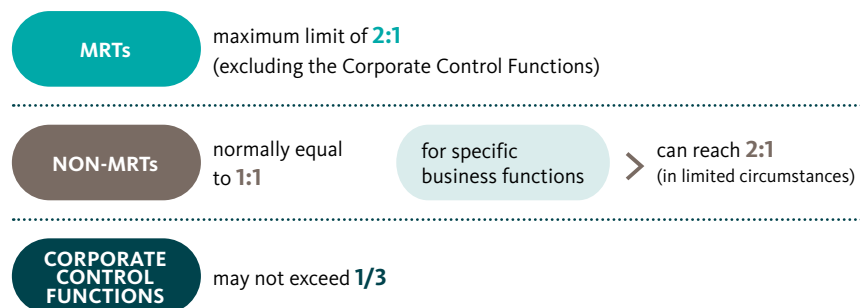 MRTs
maximum limit of 2:1
(excluding the Corporate Control Functions)
NON-MRTs
normally equal
to 1:1
for specific
business functions
can reach 2:1
(in limited circumstances)
CORPORATE
CONTROL
FUNCTIONS
may not exceed 1/3